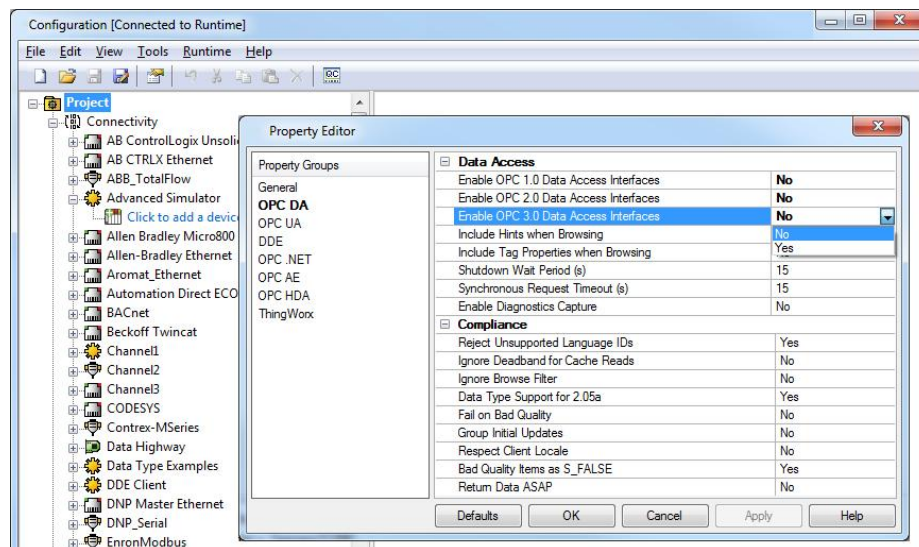 Configuration [Connected to Runtime]
File Edit View Tools Runtime Help
QC
Project
Connectivity
AB ControlLogix Unsoli
AB CTRLX Ethernet
ABB_TotalFlow
Advanced Simulator
Click to add a device
Allen Bradley Micro800
Allen-Bradley Ethernet
Aromat_Ethernet
Automation Direct ECO
BACnet
Beckoff Twincat
Channel1
Channel2
Channel3
CODESYS
Contrex-MSeries
Data Highway
Data Type Examples
DDE Client
DNP Master Ethernet
DNP_Serial
EnronModbus
Property Editor
Property Groups
General
OPC DA
OPC UA
DDE
OPC .NET
OPC AE
OPC HDA
ThingWorx
Data Access
Enable OPC 1.0 Data Access Interfaces No
Enable OPC 2.0 Data Access Interfaces No
Enable OPC 3.0 Data Access Interfaces No
Include Hints when Browsing No
Include Tag Properties when Browsing Yes
Shutdown Wait Period (s) 15
Synchronous Request Timeout (s) 15
Enable Diagnostics Capture No
Compliance
Reject Unsupported Language IDs Yes
Ignore Deadband for Cache Reads No
Ignore Browse Filter No
Data Type Support for 2.05a Yes
Fail on Bad Quality No
Group Initial Updates No
Respect Client Locale No
Bad Quality Items as S_FALSE Yes
Return Data ASAP No
Defaults OK Cancel Apply Help